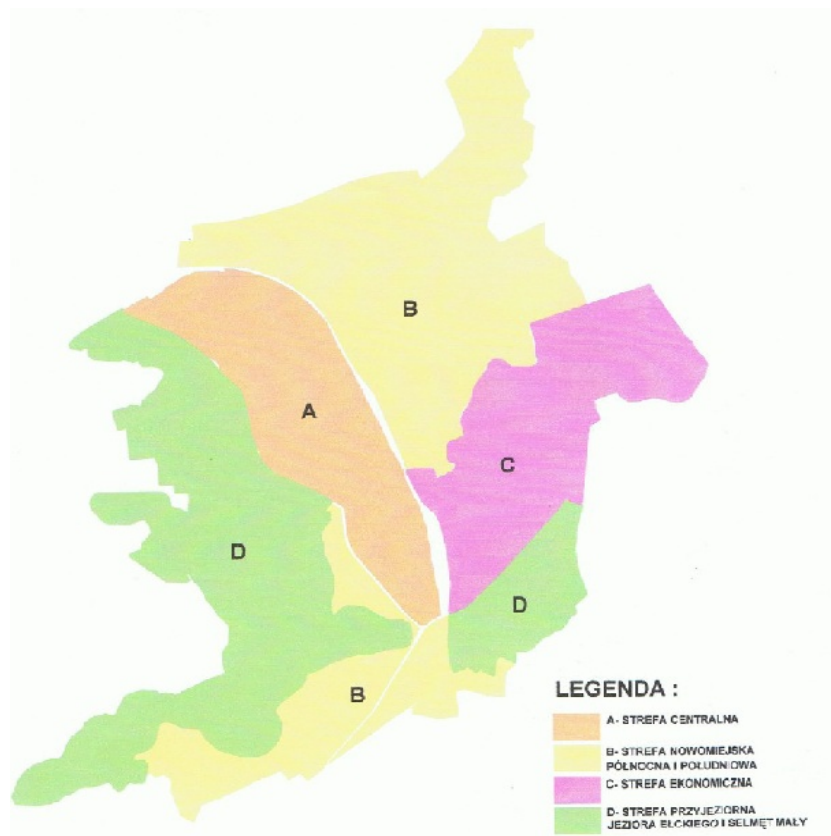 B
A
C
D
D
B
LEGENDA :
A- STREFA CENTRALNA
B- STREFA NOWOMIEJSKA
PÓŁNOCNA I POŁUDNIOWA
C- STREFA EKONOMICZNA
D- STREFA PRZYJEZIORNA
JEZIORA EŁCKIEGO I SELMĘT MAŁY